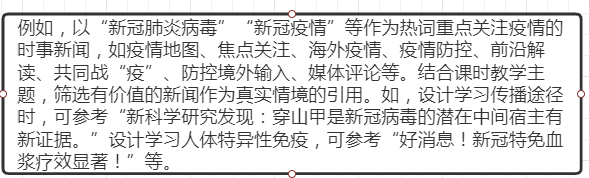 例如，以“新冠肺炎病毒”“新冠疫情”等作为热词重点关注疫情的
时事新闻，如疫情地图、焦点关注、海外疫情、疫情防控、前沿解
读、共同战“疫”、防控境外输入、媒体评论等。结合课时教学主
题，筛选有价值的新闻作为真实情境的引用。如，设计学习传播途径
时，可参考“新科学研究发现：穿山甲是新冠病毒的潜在中间宿主有
新证据。”设计学习人体特异性免疫，可参考“好消息！新冠特免血
浆疗效显著！”等。